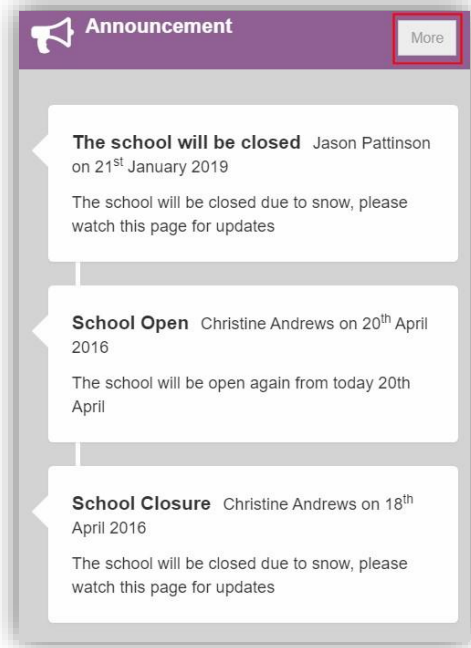 Announcement
More
The school will be closed Jason Pattinson
on 21st January 2019
The school will be closed due to snow, please
watch this page for updates
School Open Christine Andrews on 20th April
2016
The school will be open again from today 20th
April
School Closure Christine Andrews on 18th
April 2016
The school will be closed due to snow, please
watch this page for updates